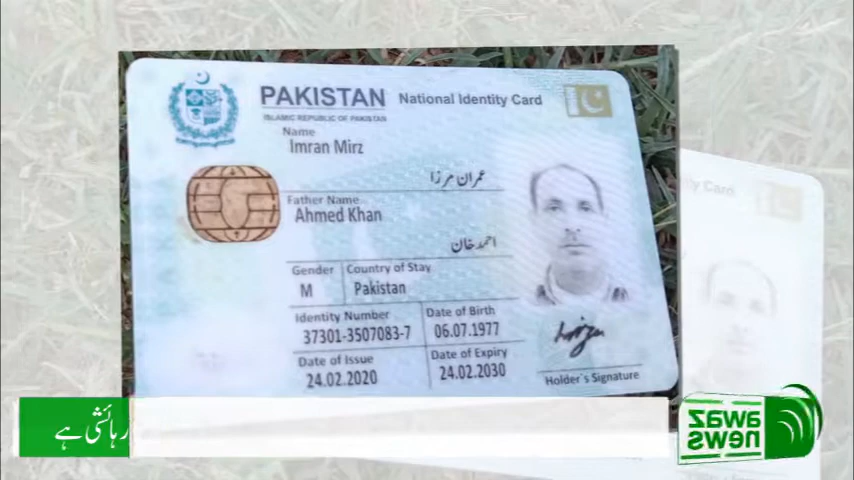 PAKISTAN National Identity Card
ISLAMIC REPUBLIC OF PAKISTAN
Name
Imran Mirz
عمران مرزا
Father Name
Ahmed Khan
احمد خان
Gender Country of Stay
M Pakistan
Identity Number Date of Birth
37301-3507083-7 06.07.1977
Date of Issue Date of Expiry
24.02.2020 24.02.2030
Holder's Signature
ity Card
رہائشی ہے
awaz
news